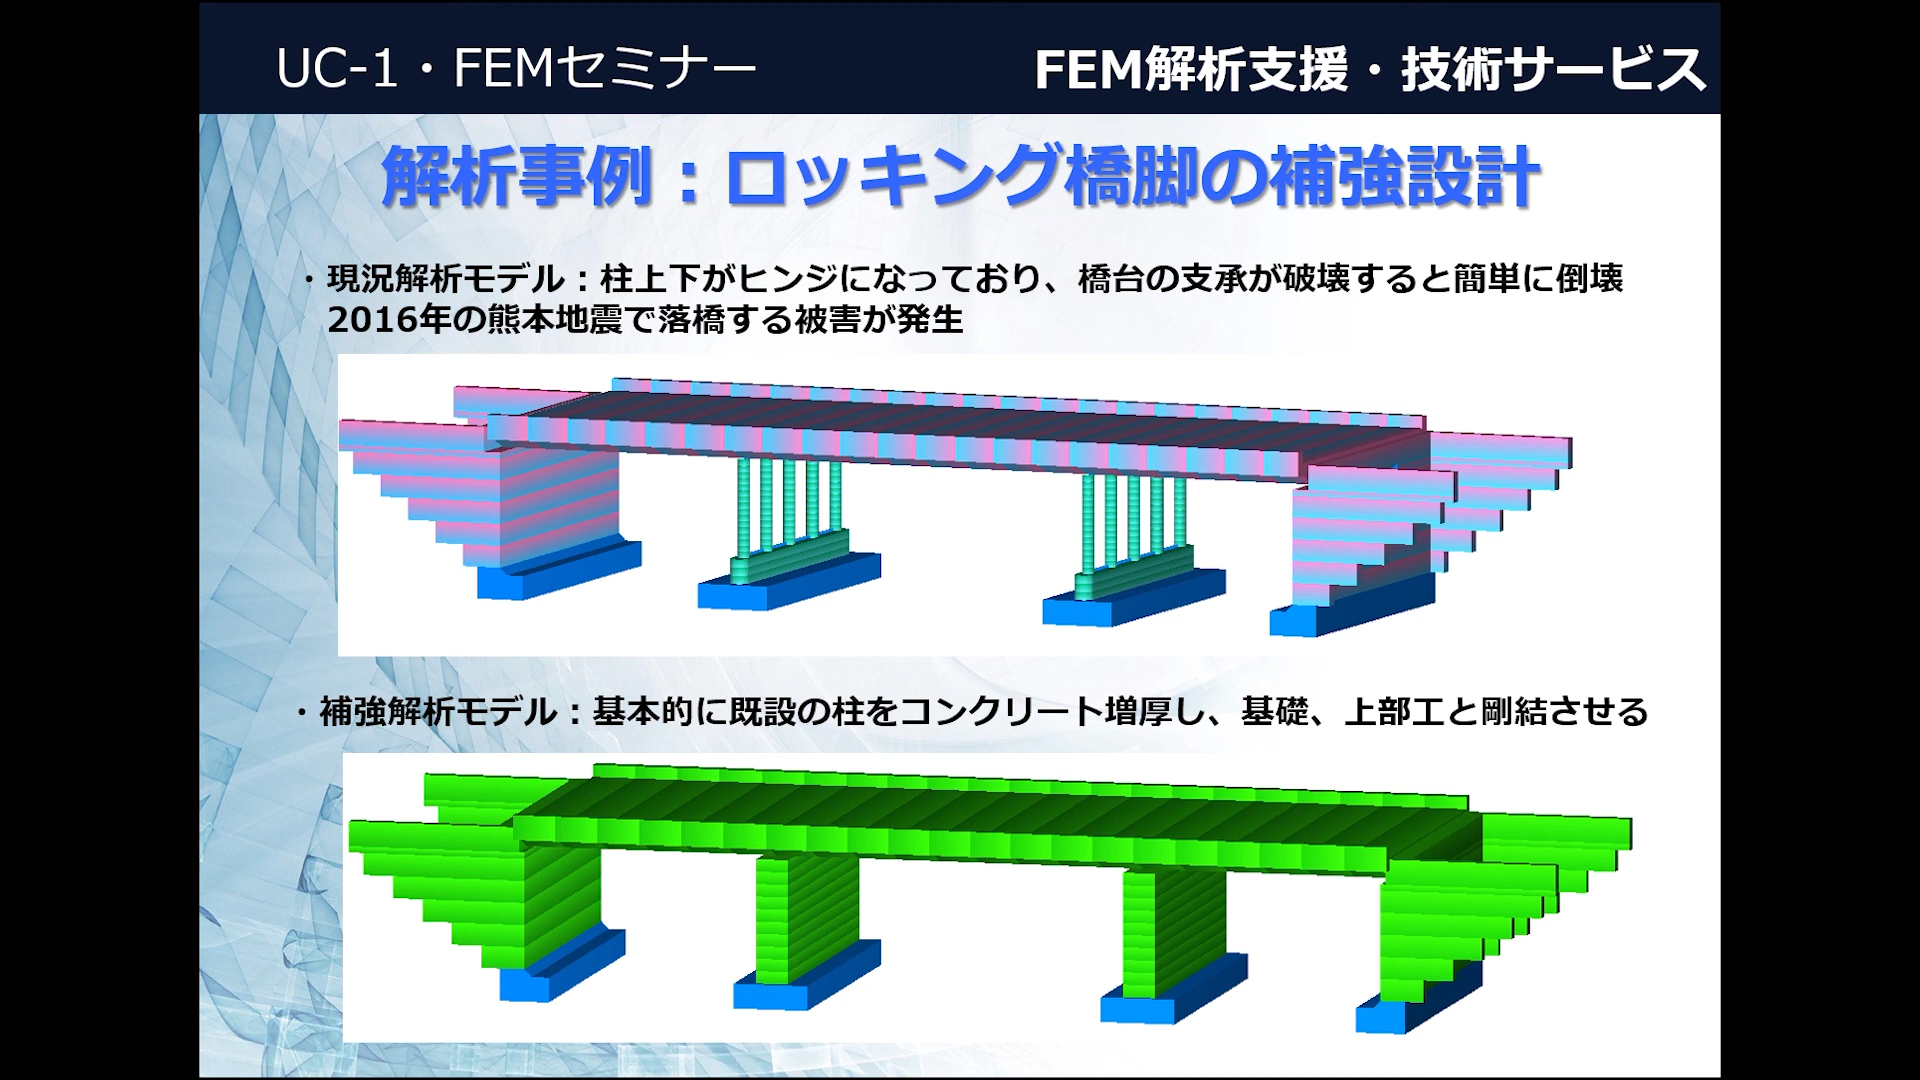 UC-1・FEMセミナー
FEM解析支援・技術サービス
解析事例：ロッキング橋脚の補強設計
・現況解析モデル：柱上下がヒンジになっており、橋台の支承が破壊すると簡単に倒壊
2016年の熊本地震で落橋する被害が発生
・補強解析モデル：基本的に既設の柱をコンクリート増厚し、基礎、上部工と剛結させる